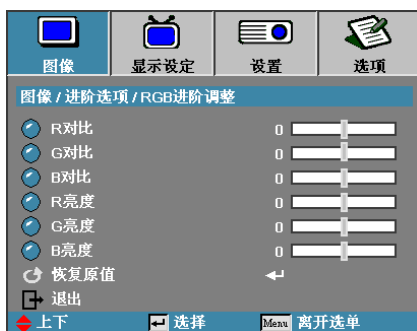 图像 显示设定 设置 选项
图像 / 进阶选项 / RGB进阶调整
R对比 0
G对比 0
B对比 0
R亮度 0
G亮度 0
B亮度 0
恢复原值
退出
上下 选择 Menu 离开选单